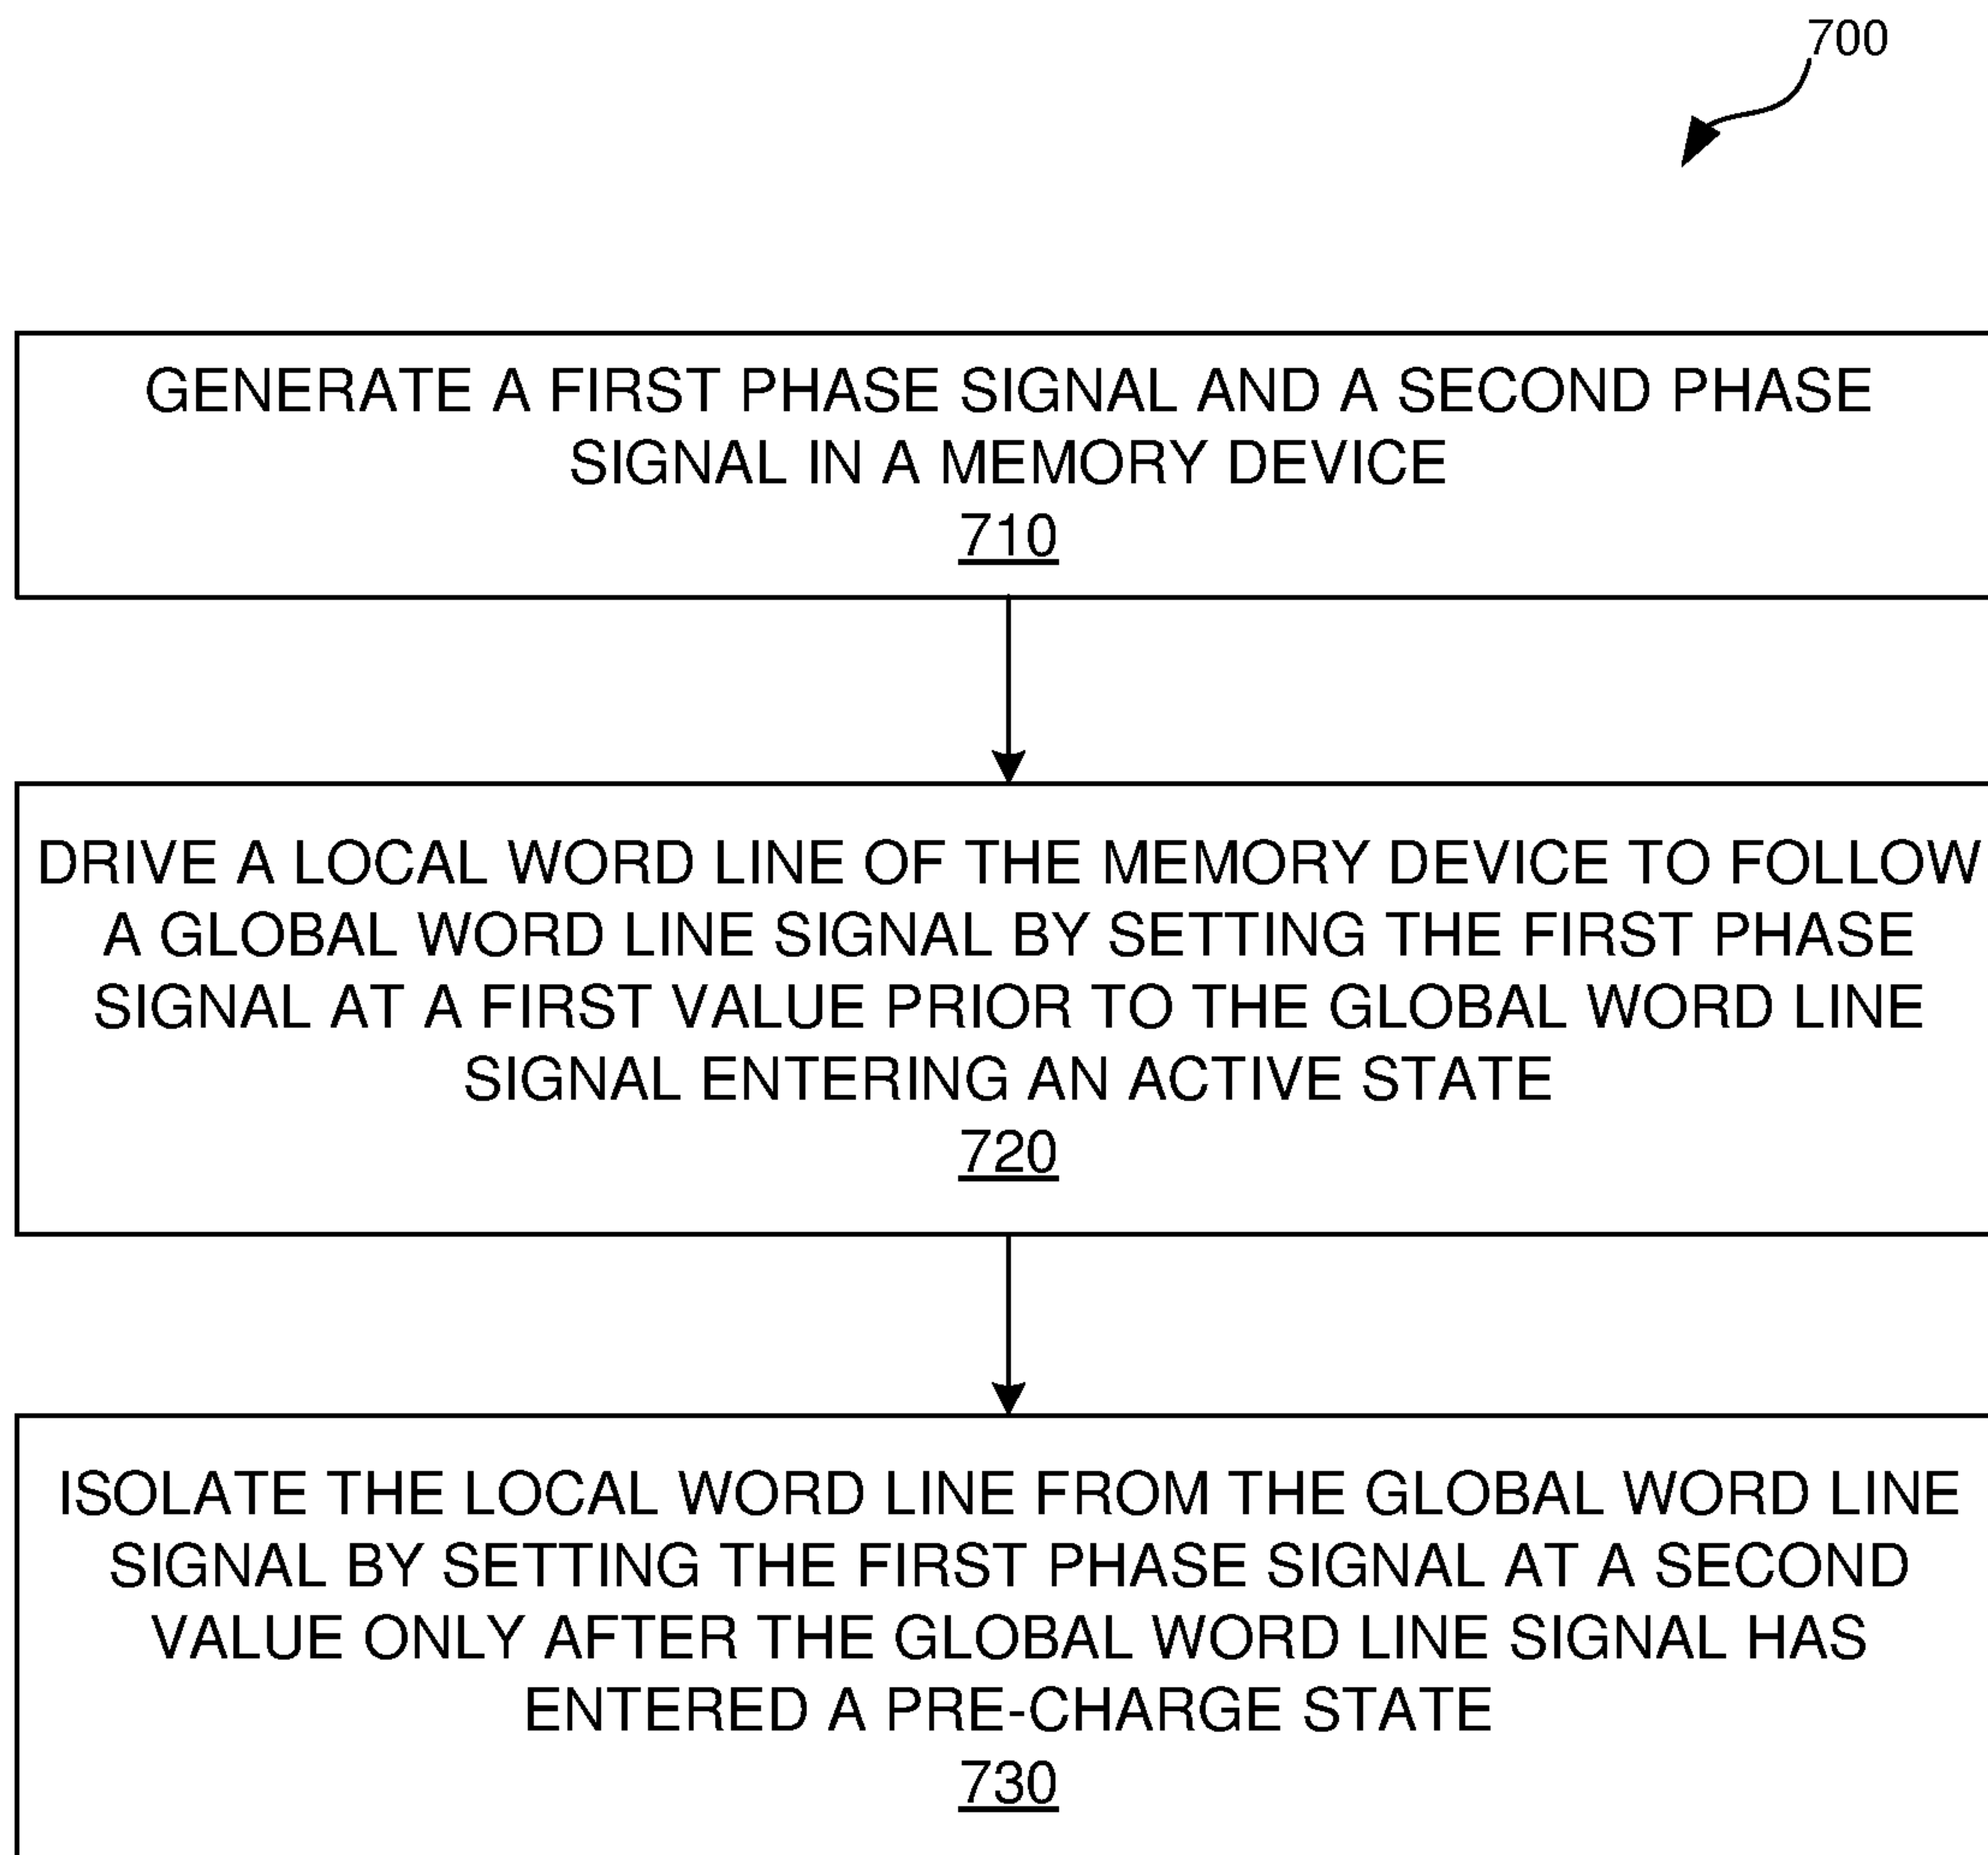 700
GENERATE A FIRST PHASE SIGNAL AND A SECOND PHASE
SIGNAL IN A MEMORY DEVICE
710
DRIVE A LOCAL WORD LINE OF THE MEMORY DEVICE TO FOLLOW
A GLOBAL WORD LINE SIGNAL BY SETTING THE FIRST PHASE
SIGNAL AT A FIRST VALUE PRIOR TO THE GLOBAL WORD LINE
SIGNAL ENTERING AN ACTIVE STATE
720
ISOLATE THE LOCAL WORD LINE FROM THE GLOBAL WORD LINE
SIGNAL BY SETTING THE FIRST PHASE SIGNAL AT A SECOND
VALUE ONLY AFTER THE GLOBAL WORD LINE SIGNAL HAS
ENTERED A PRE-CHARGE STATE
730